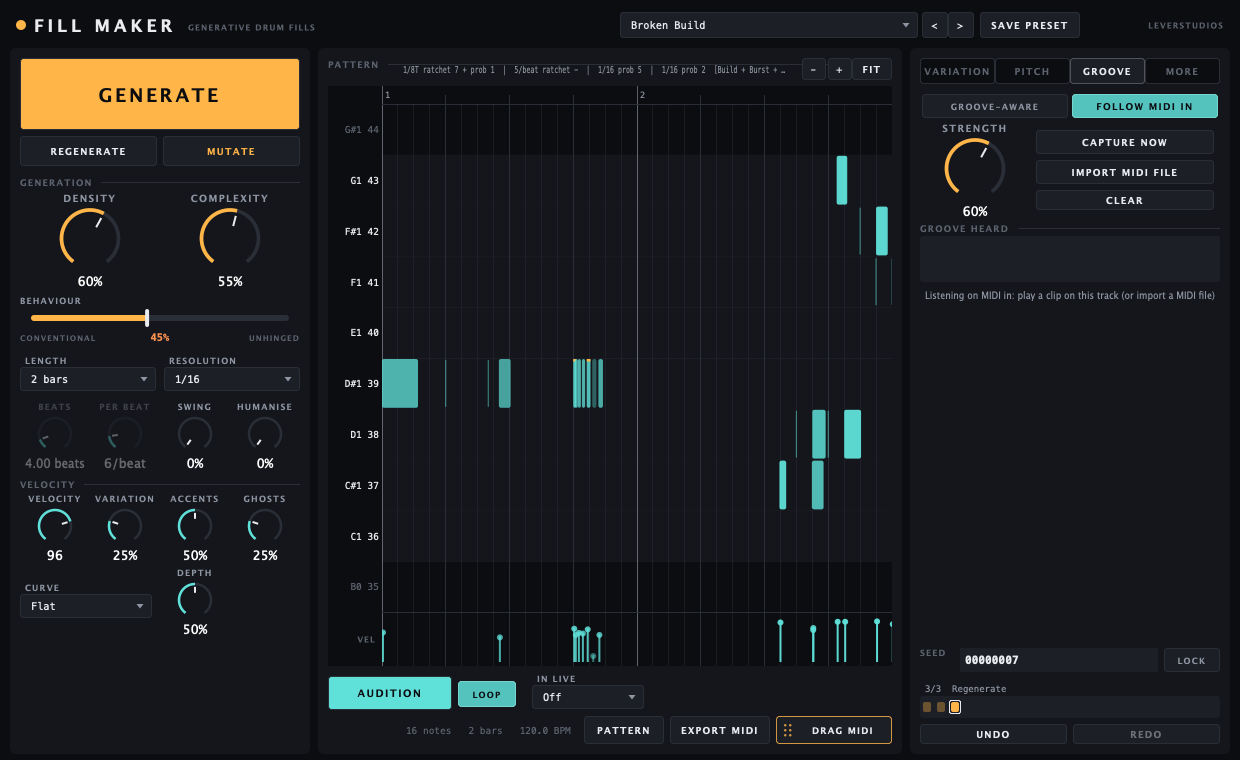 FILL MAKER GENERATIVE DRUM FILLS Broken Build < > SAVE PRESET LEVERSTUDIOS
GENERATE
REGENERATE MUTATE
GENERATION
DENSITY COMPLEXITY
60% 55%
BEHAVIOUR
CONVENTIONAL 45% UNHINGED
LENGTH RESOLUTION
2 bars 1/16
BEATS PER BEAT SWING HUMANISE
4.00 beats 6/beat 0% 0%
VELOCITY
VELOCITY VARIATION ACCENTS GHOSTS
96 25% 50% 25%
DEPTH
CURVE
Flat
50%
PATTERN 1/8T ratchet 7 + prob 1 | 5/beat ratchet - | 1/16 prob 5 | 1/16 prob 2 [Build + Burst + … - + FIT
1 2
G#1 44
G1 43
F#1 42
F1 41
E1 40
D#1 39
D1 38
C#1 37
C1 36
B0 35
VEL
AUDITION LOOP
IN LIVE
Off
16 notes 2 bars 120.0 BPM PATTERN EXPORT MIDI DRAG MIDI
VARIATION PITCH GROOVE MORE
GROOVE-AWARE FOLLOW MIDI IN
STRENGTH
60%
CAPTURE NOW
IMPORT MIDI FILE
CLEAR
GROOVE HEARD
Listening on MIDI in: play a clip on this track (or import a MIDI file)
SEED 00000007 LOCK
3/3 Regenerate
UNDO REDO